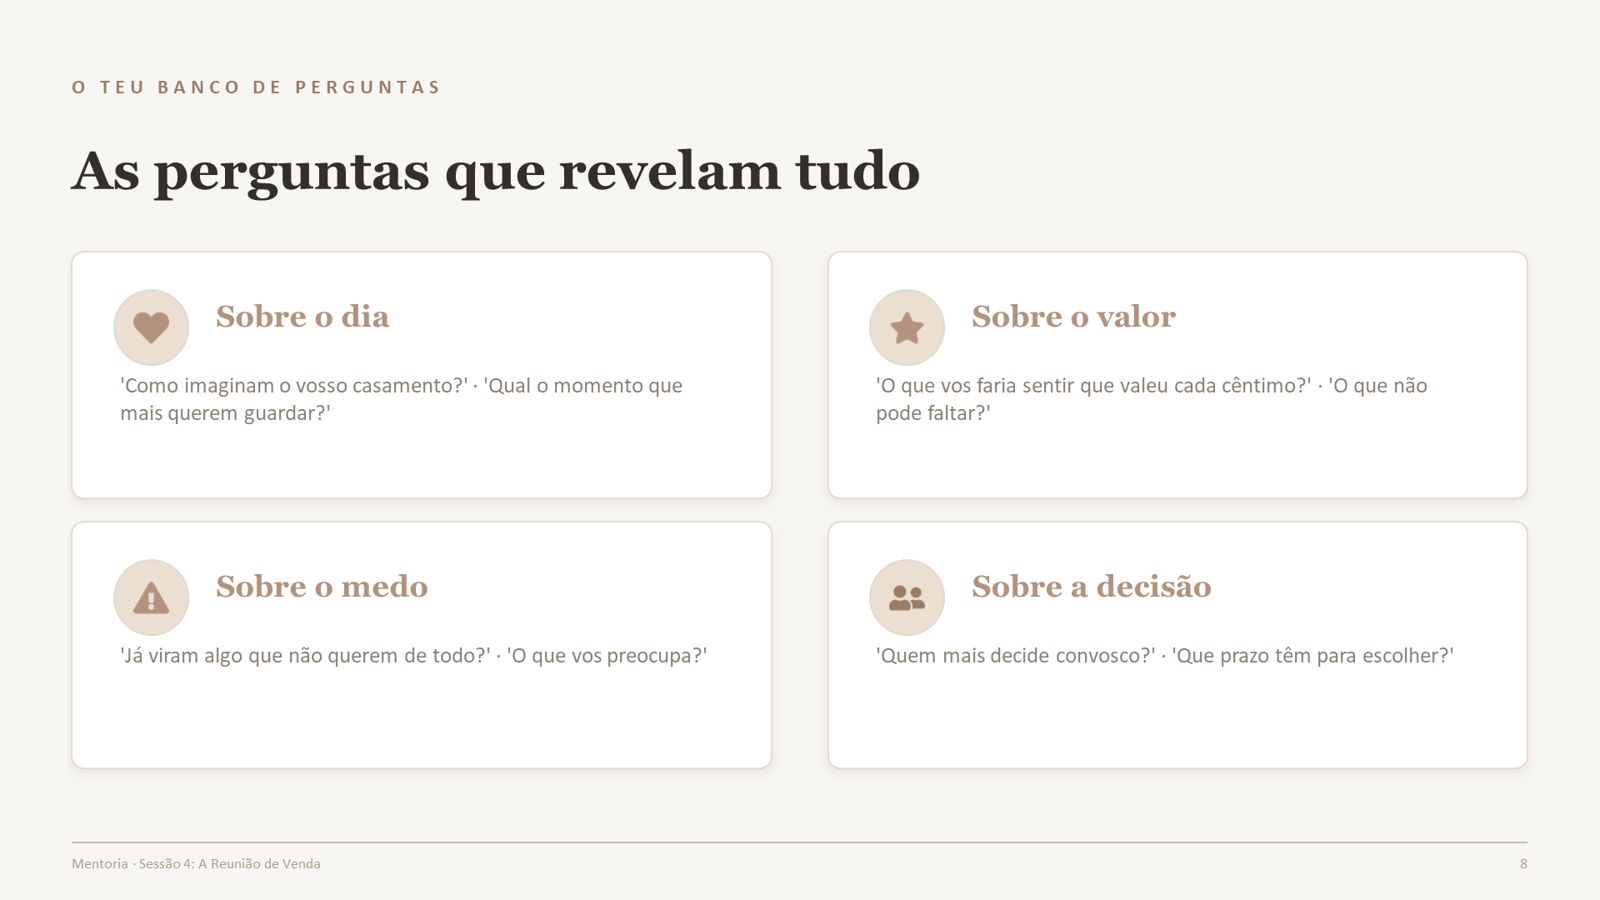 O TEU BANCO DE PERGUNTAS
As perguntas que revelam tudo
Sobre o dia
'Como imaginam o vosso casamento?' · 'Qual o momento que
mais querem guardar?'
Sobre o valor
'O que vos faria sentir que valeu cada cêntimo?' · 'O que não
pode faltar?'
Sobre o medo
'Já viram algo que não querem de todo?' · 'O que vos preocupa?'
Sobre a decisão
'Quem mais decide convosco?' · 'Que prazo têm para escolher?'
Mentoria · Sessão 4: A Reunião de Venda
8